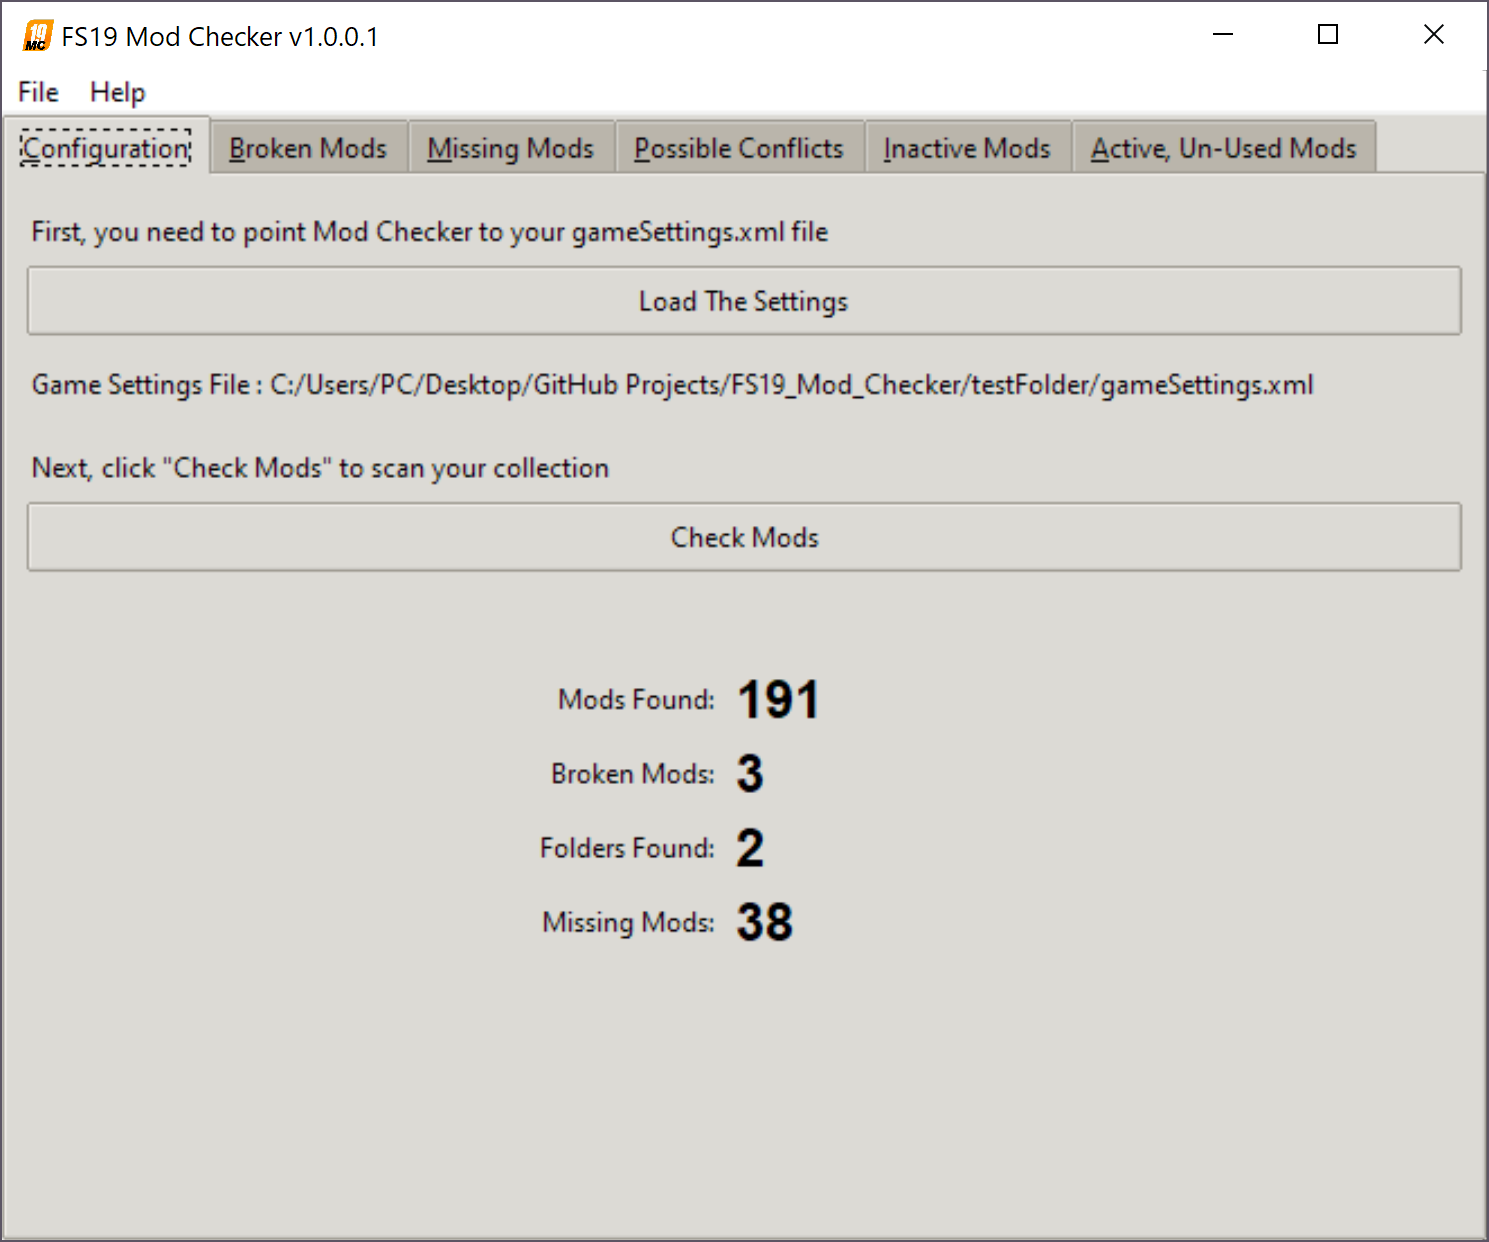 19 MC FS19 Mod Checker v1.0.0.1
File Help
Configuration Broken Mods Missing Mods Possible Conflicts Inactive Mods Active, Un-Used Mods
First, you need to point Mod Checker to your gameSettings.xml file
Load The Settings
Game Settings File : C:/Users/PC/Desktop/GitHub Projects/FS19_Mod_Checker/testFolder/gameSettings.xml
Next, click "Check Mods" to scan your collection
Check Mods
Mods Found: 191
Broken Mods: 3
Folders Found: 2
Missing Mods: 38